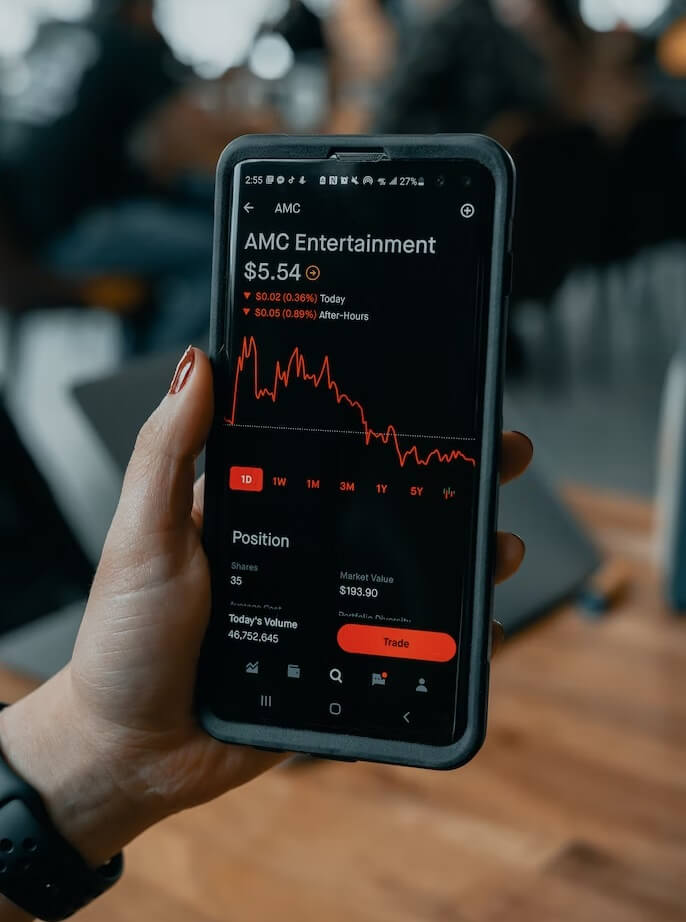 2:55 27%
AMC
AMC Entertainment
$5.54
▼ $0.02 (0.36%) Today
▼ $0.05 (0.89%) After-Hours
1D 1W 1M 3M 1Y 5Y
Position
Shares
35
Market Value
$193.90
Average Cost
Portfolio Diversity
Today's Volume
46,752,645
Trade